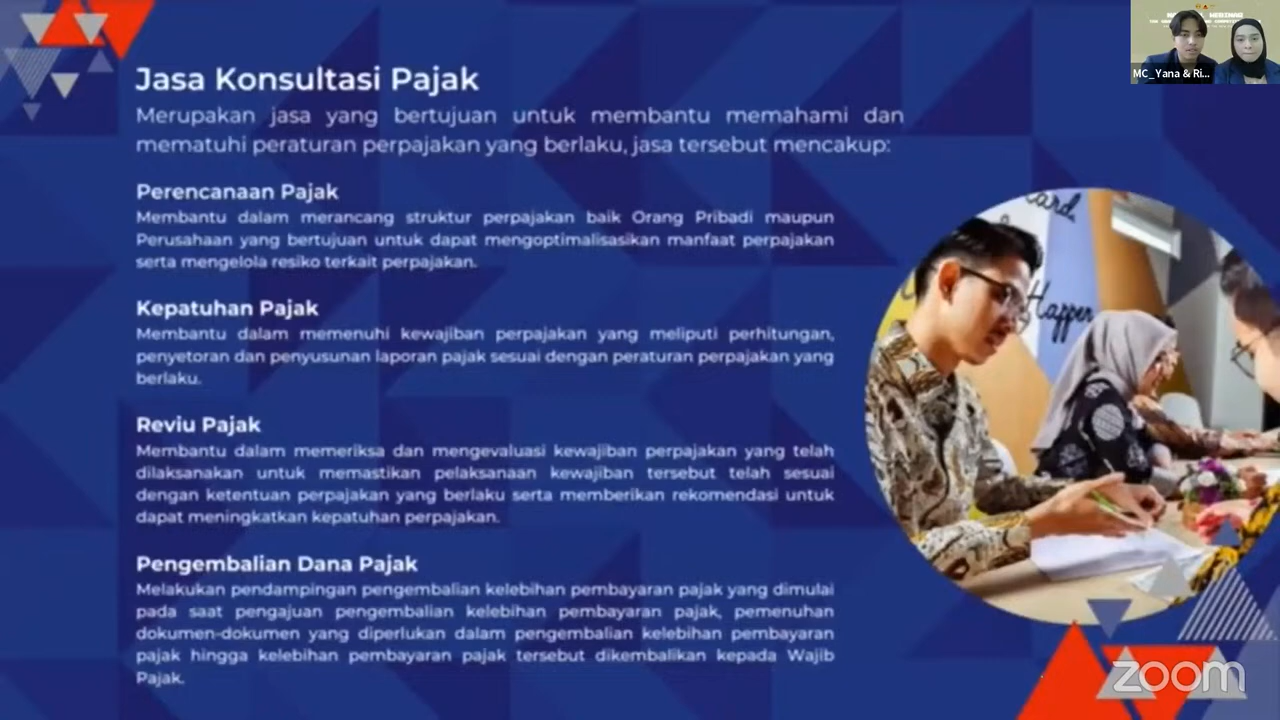 Jasa Konsultasi Pajak
Merupakan jasa yang bertujuan untuk membantu memahami dan
mematuhi peraturan perpajakan yang berlaku, jasa tersebut mencakup:
Perencanaan Pajak
Membantu dalam merancang struktur perpajakan baik Orang Pribadi maupun
Perusahaan yang bertujuan untuk dapat mengoptimalisasikan manfaat perpajakan
serta mengelola resiko terkait perpajakan.
Kepatuhan Pajak
Membantu dalam memenuhi kewajiban perpajakan yang meliputi perhitungan,
penyetoran dan penyusunan laporan pajak sesuai dengan peraturan perpajakan yang
berlaku.
Reviu Pajak
Membantu dalam memeriksa dan mengevaluasi kewajiban perpajakan yang telah
dilaksanakan untuk memastikan pelaksanaan kewajiban tersebut telah sesuai
dengan ketentuan perpajakan yang berlaku serta memberikan rekomendasi untuk
dapat meningkatkan kepatuhan perpajakan.
Pengembalian Dana Pajak
Melakukan pendampingan pengembalian kelebihan pembayaran pajak yang dimulai
pada saat pengajuan pengembalian kelebihan pembayaran pajak, pemenuhan
dokumen-dokumen yang diperlukan dalam pengembalian kelebihan pembayaran
pajak hingga kelebihan pembayaran pajak tersebut dikembalikan kepada Wajib
Pajak.
MC_Yana & Ri...
Happen
zoom